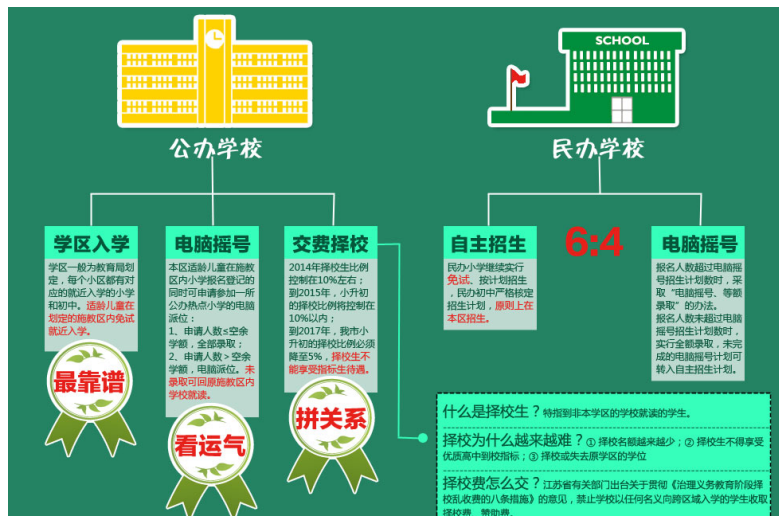 SCHOOL
公办学校
民办学校
学区入学
学区一般为教育局划
定，每个小区都有对
应的就近入学的小学
和初中。适龄儿童在
划定的施教区内免试
就近入学。
最靠谱
电脑摇号
本区适龄儿童在施教
区内小学报名登记的
同时可申请参加一所
公办热点小学的电脑
派位：
1、申请人数≤空余
学额，全部录取；
2、申请人数＞空余
学额，电脑派位。未
录取可回原施教区内
学校就读。
看运气
交费择校
2014年择校生比例
控制在10%左右；
到2015年，小升初
的择校比例将控制在
10%以内；
到2017年，我市小
升初的择校比例必须
降至5%，择校生不能
享受指标生待遇。
拼关系
自主招生
民办小学继续实行
免试、按计划招生
，民办初中严格核定
招生计划，原则上在
本区招生。
6:4
电脑摇号
报名人数超过电脑摇
号招生计划数时，采
取“电脑摇号、等额
录取”的办法。
报名人数未超过电脑
摇号招生计划数时，
实行全额录取，未完
成的电脑摇号计划可
转入自主招生计划。
什么是择校生？特指到非本学区的学校就读的学生。
择校为什么越来越难？① 择校名额越来越少；② 择校生不得享受
优质高中到校指标；③ 择校或失去原学区的学位
择校费怎么交？江苏省有关部门出台关于贯彻《治理义务教育阶段择
校乱收费的八条措施》的意见，禁止学校以任何名义向跨区域入学的学生收取
择校费、赞助费。